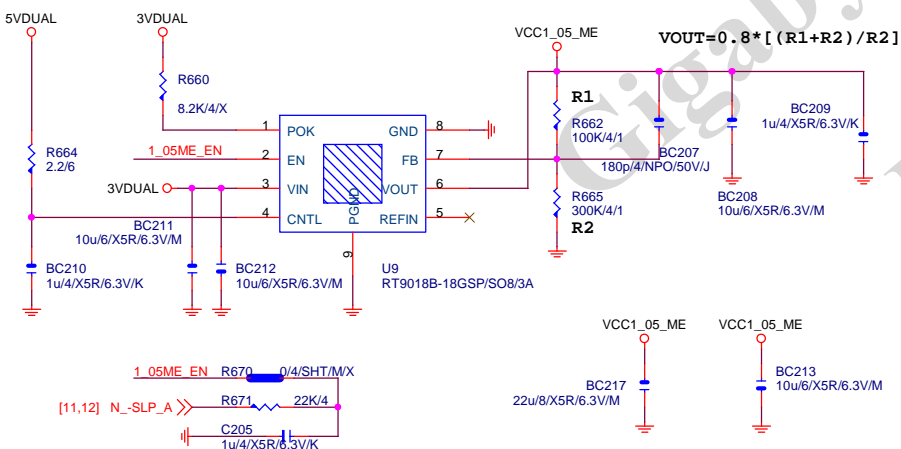 5VDUAL
3VDUAL
VCC1_05_ME
VOUT=0.8*[(R1+R2)/R2]
Gigaby
R660
8.2K/4/X
R664
2.2/6
1_05ME_EN
3VDUAL
1 POK
2 EN
3 VIN
4 CNTL
GND 8
FB 7
VOUT 6
REFIN 5
PGND
9
U9
RT9018B-18GSP/SO8/3A
R1
R662
100K/4/1
R665
300K/4/1
R2
BC207
180p/4/NPO/50V/J
BC208
10u/6/X5R/6.3V/M
BC209
1u/4/X5R/6.3V/K
BC211
10u/6/X5R/6.3V/M
BC210
1u/4/X5R/6.3V/K
BC212
10u/6/X5R/6.3V/M
1_05ME_EN R670 0/4/SHT/M/X
[11,12] N_-SLP_A R671 22K/4
C205
1u/4/X5R/6.3V/K
VCC1_05_ME
BC217
22u/8/X5R/6.3V/M
VCC1_05_ME
BC213
10u/6/X5R/6.3V/M